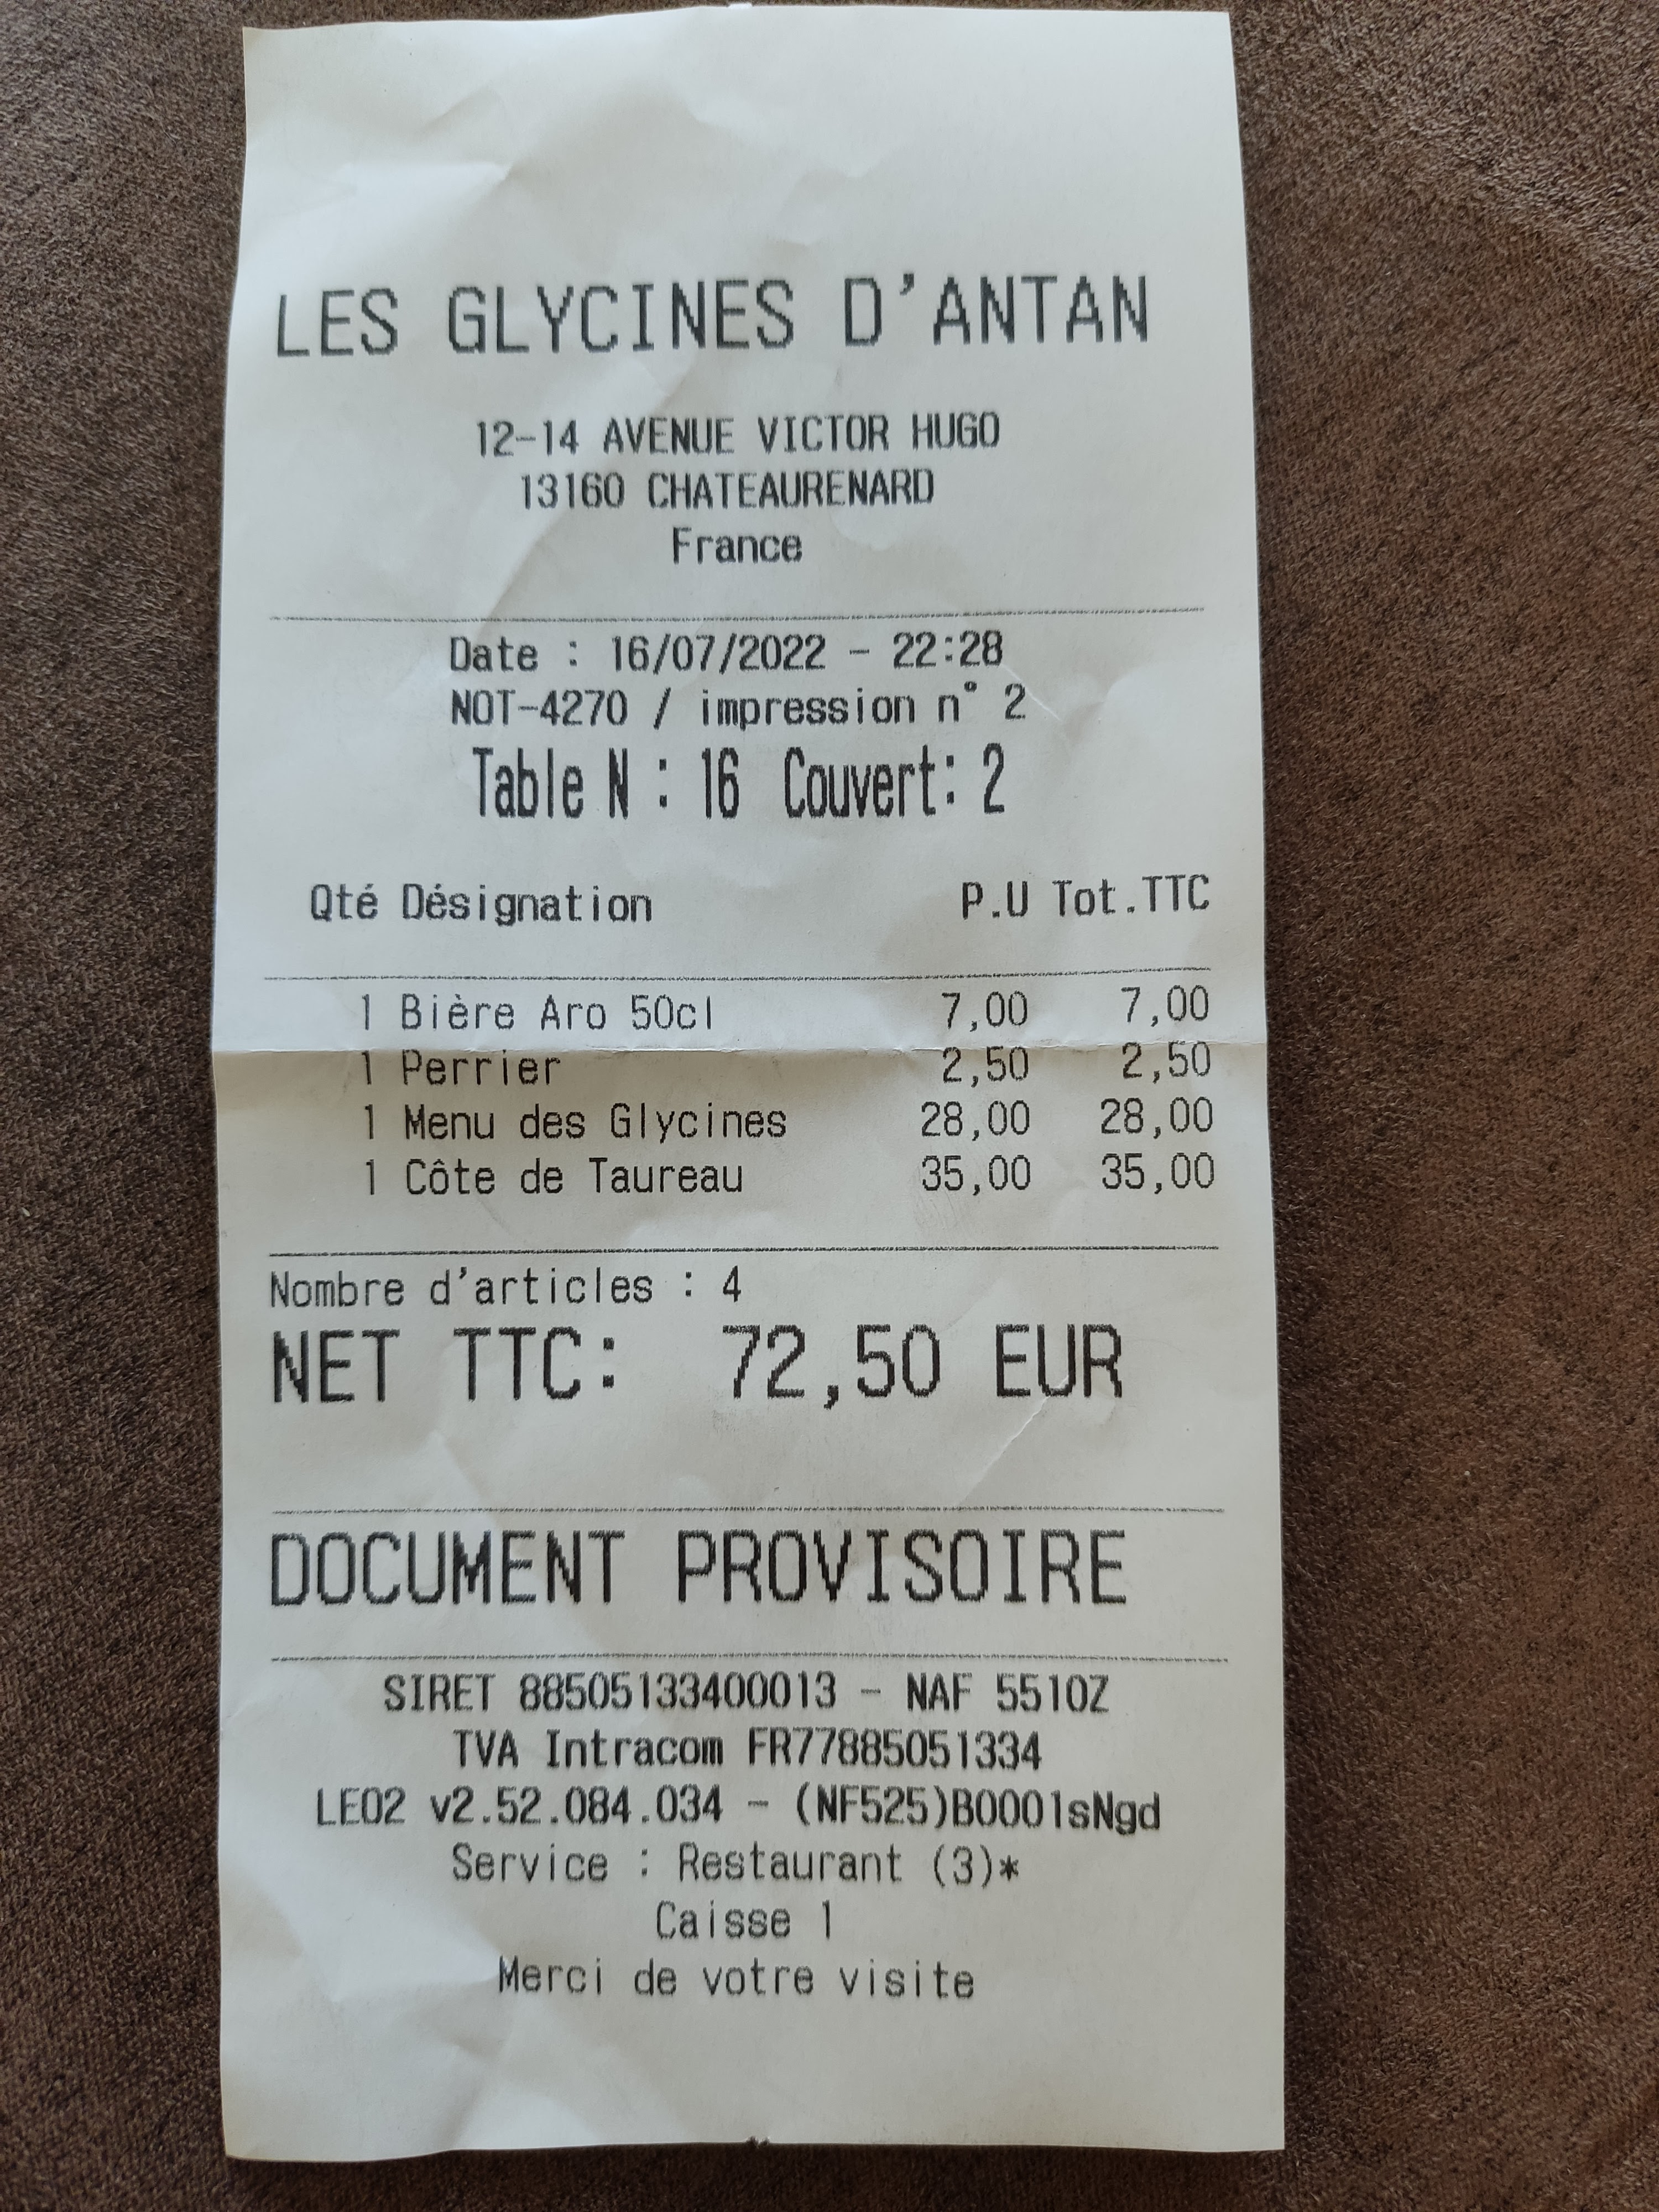 LES GLYCINES D'ANTAN
12-14 AVENUE VICTOR HUGO
13160 CHATEAURENARD
France
Date : 16/07/2022 - 22:28
NOT-4270 / impression n° 2
Table N : 16 Couvert: 2
Qté Désignation P.U Tot.TTC
1 Bière Aro 50cl 7,00 7,00
1 Perrier 2,50 2,50
1 Menu des Glycines 28,00 28,00
1 Côte de Taureau 35,00 35,00
Nombre d'articles : 4
NET TTC: 72,50 EUR
DOCUMENT PROVISOIRE
SIRET 88505133400013 - NAF 5510Z
TVA Intracom FR77885051334
LEO2 v2.52.084.034 - (NF525)B0001sNgd
Service : Restaurant (3)*
Caisse 1
Merci de votre visite